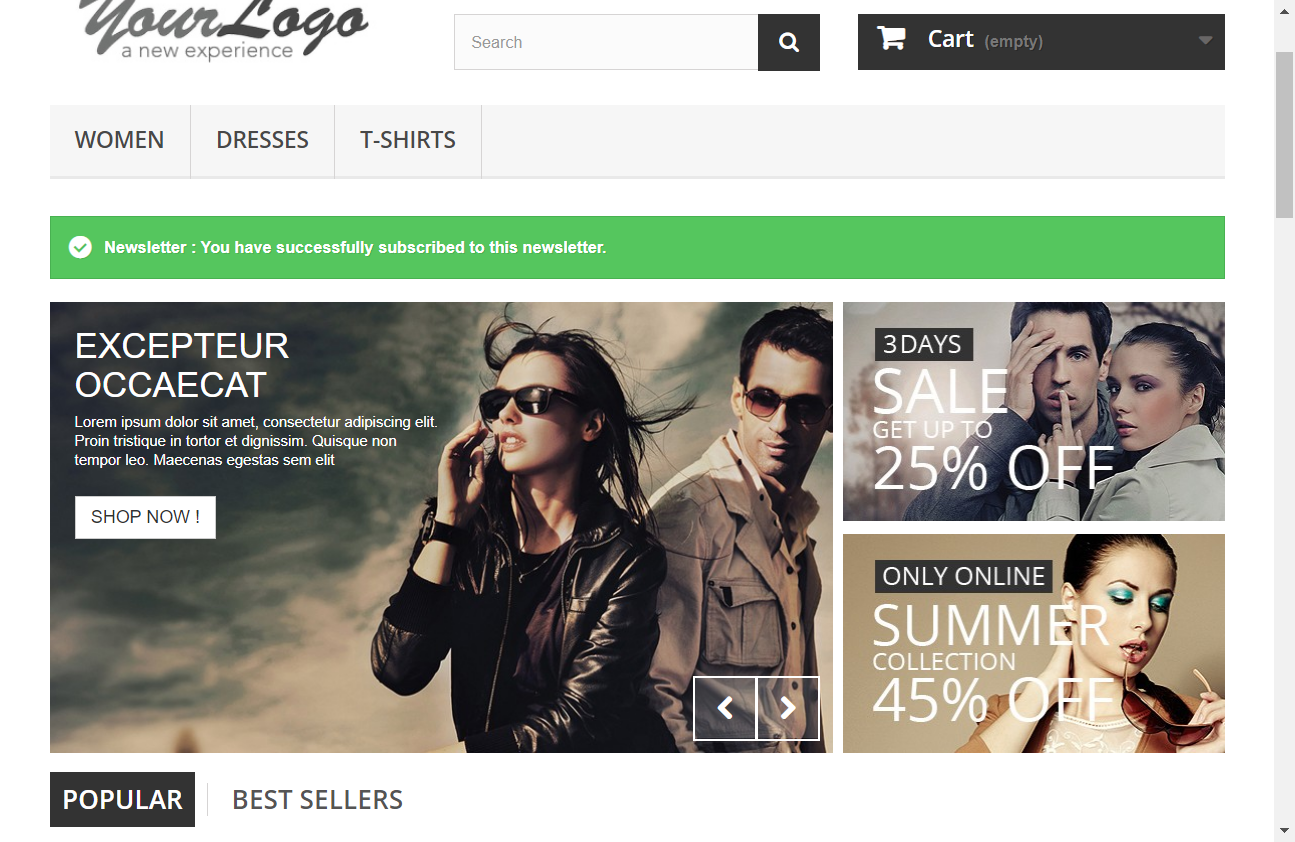 YourLogo
a new experience
Search
Cart (empty)
WOMEN
DRESSES
T-SHIRTS
Newsletter : You have successfully subscribed to this newsletter.
EXCEPTEUR
OCCAECAT
Lorem ipsum dolor sit amet, consectetur adipiscing elit.
Proin tristique in tortor et dignissim. Quisque non
tempor leo. Maecenas egestas sem elit
SHOP NOW !
3 DAYS
SALE
GET UP TO
25% OFF
ONLY ONLINE
SUMMER
COLLECTION
45% OFF
POPULAR
BEST SELLERS